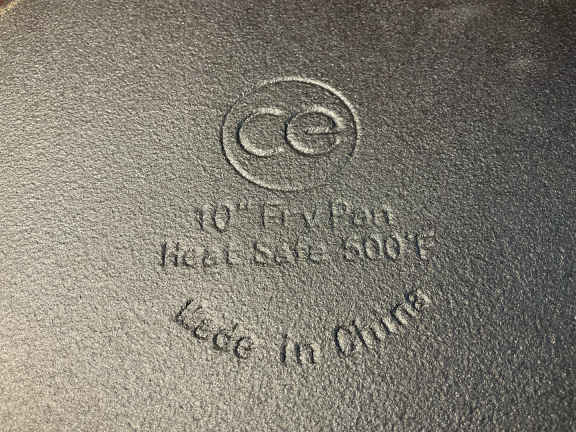 ce
10" Fry Pan
Heat Safe 500°F
Made in China